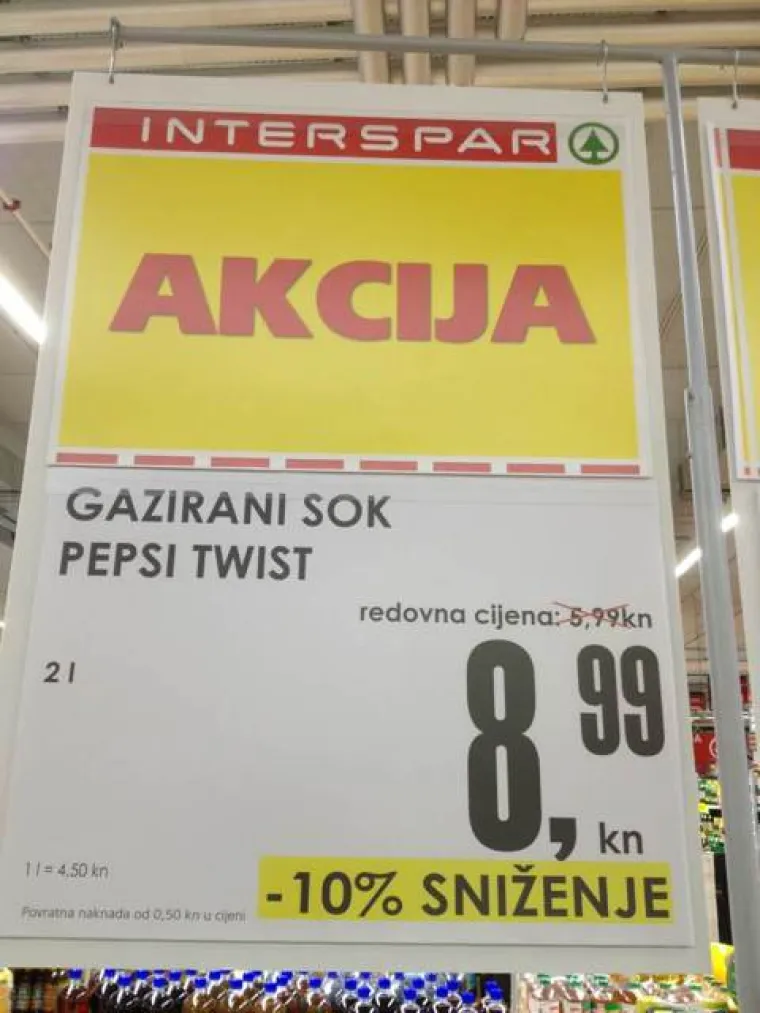 INTERSPAR
AKCIJA
GAZIRANI SOK
PEPSI TWIST
redovna cijena: 5,99kn
2 l
8,99
kn
1 l = 4,50 kn
-10% SNIŽENJE
Povratna naknada od 0,50 kn u cijeni